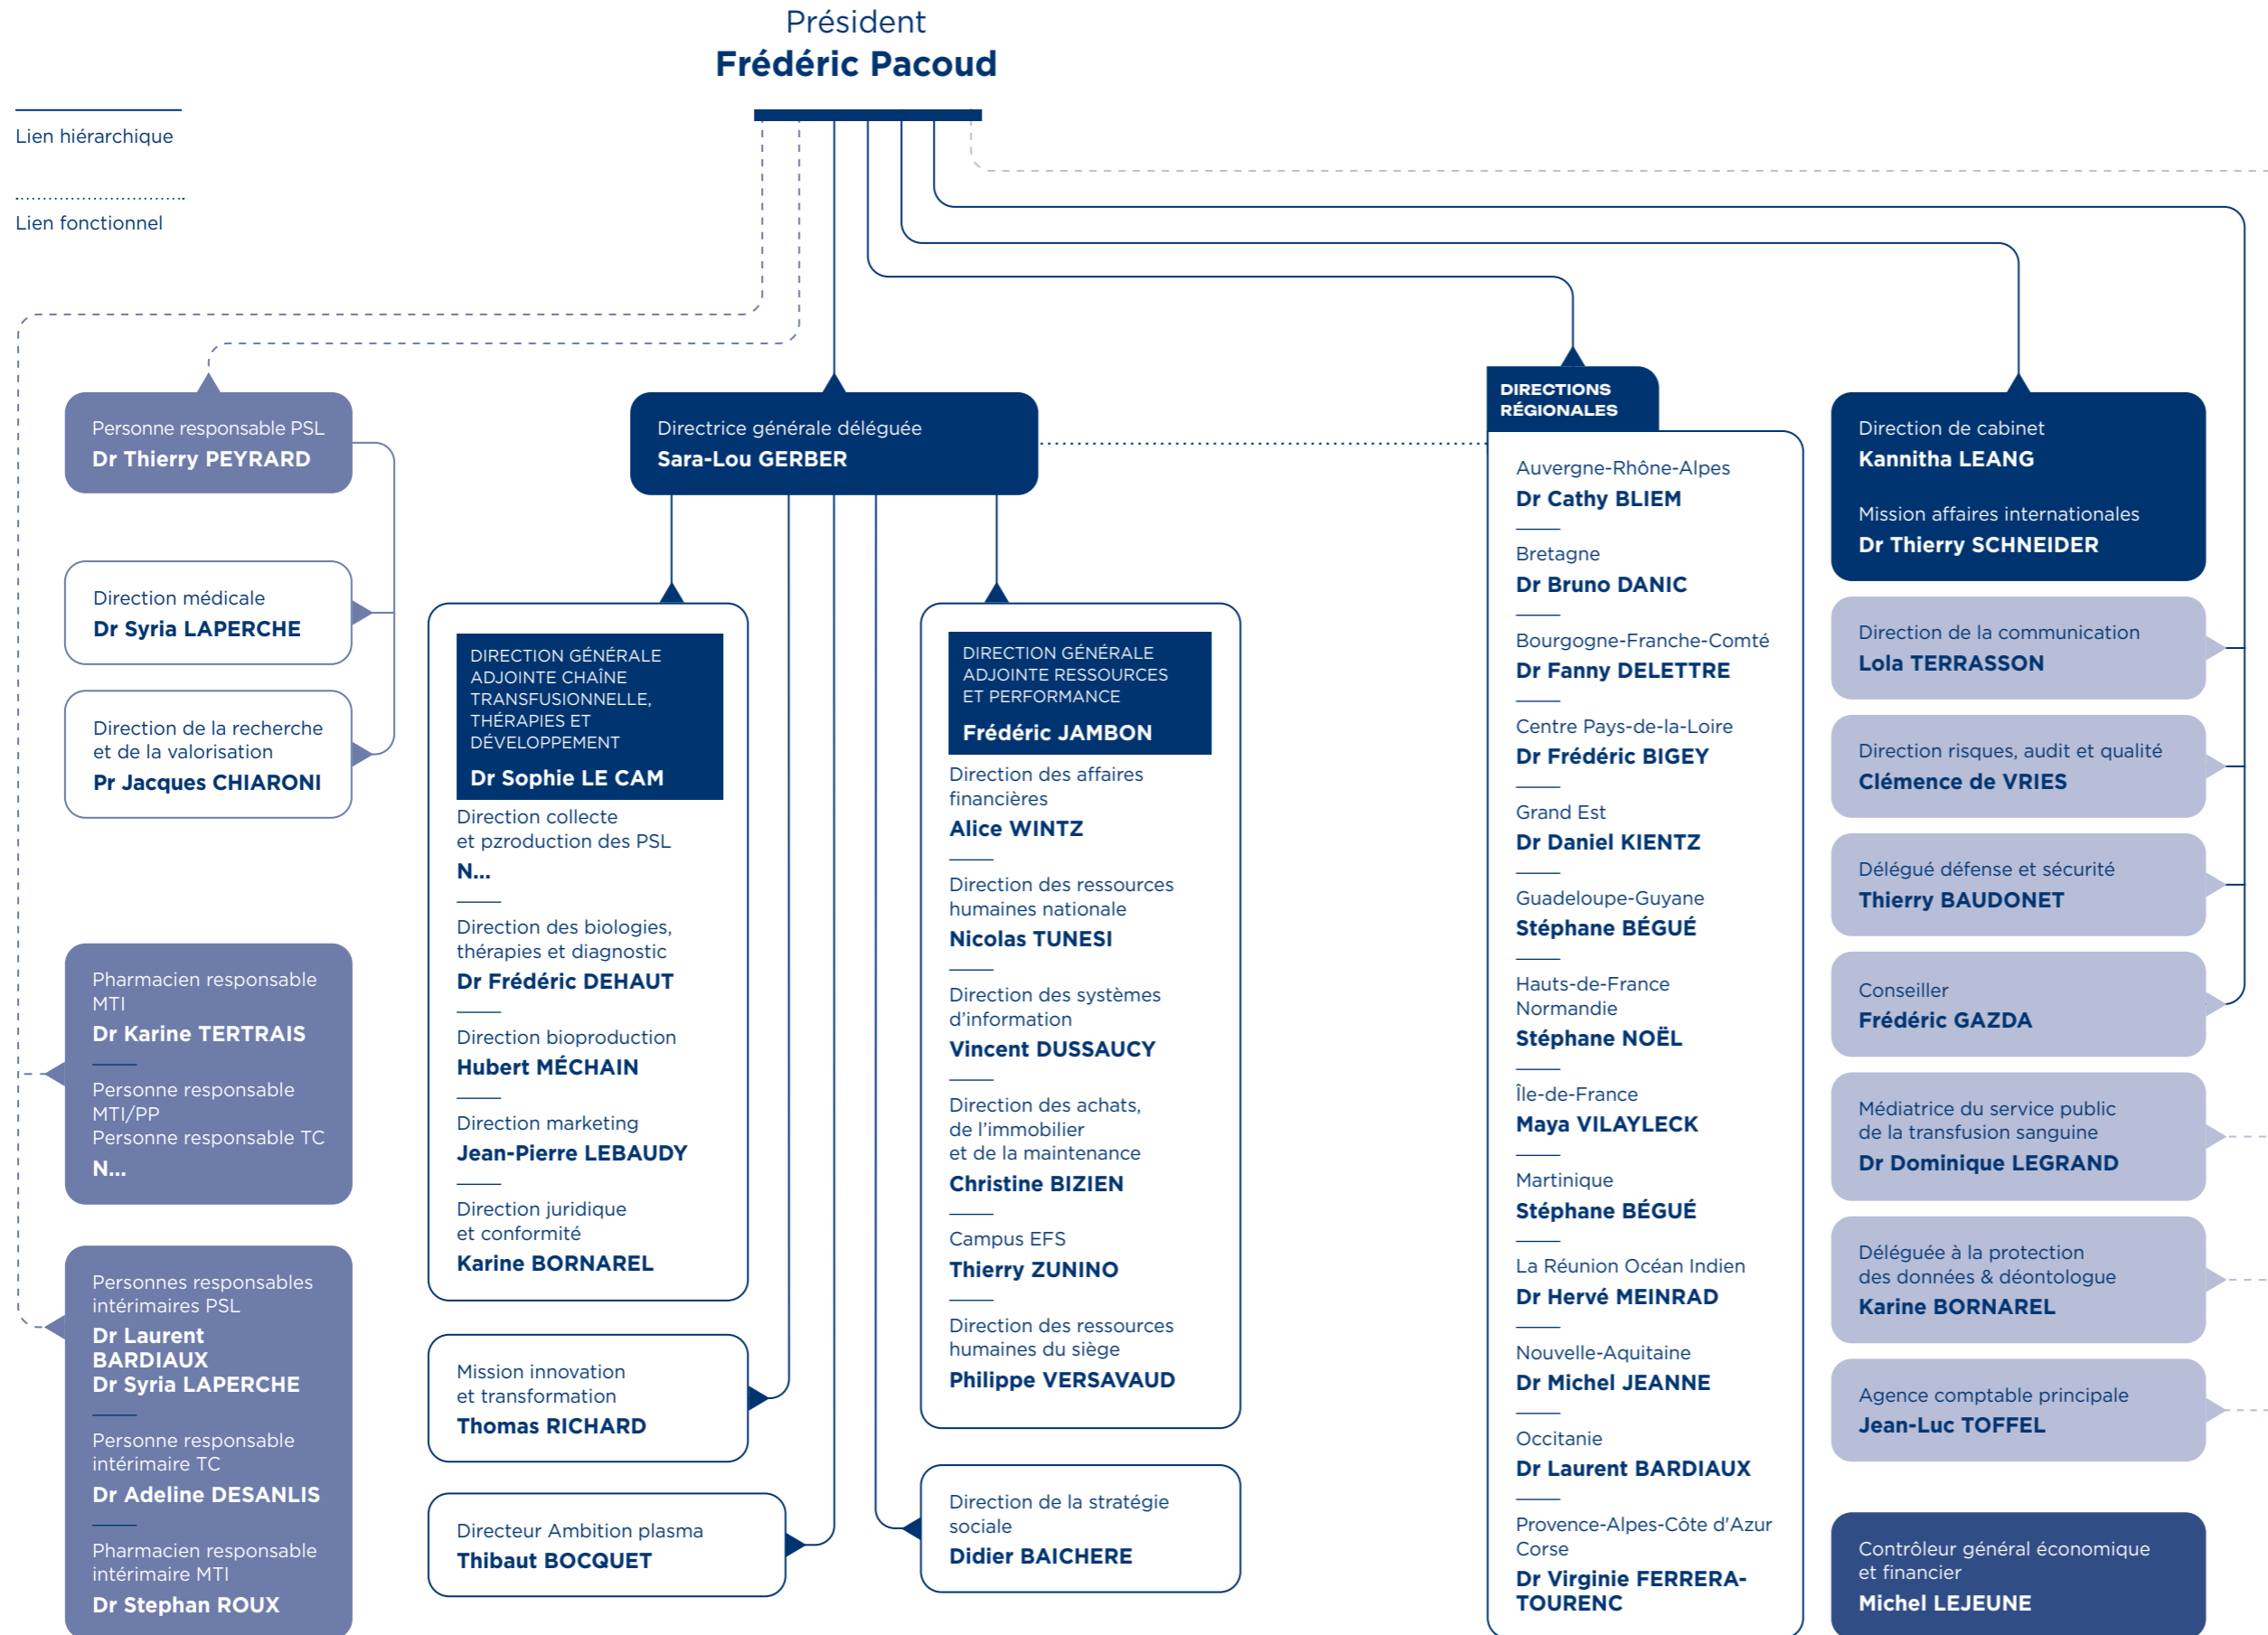 Président
Frédéric Pacoud
Lien hiérarchique
Lien fonctionnel
Personne responsable PSL
Dr Thierry PEYRARD
Direction médicale
Dr Syria LAPERCHE
Direction de la recherche
et de la valorisation
Pr Jacques CHIARONI
Pharmacien responsable
MTI
Dr Karine TERTRAIS
Personne responsable
MTI/PP
Personne responsable TC
N...
Personnes responsables
intérimaires PSL
Dr Laurent
BARDIAUX
Dr Syria LAPERCHE
Personne responsable
intérimaire TC
Dr Adeline DESANLIS
Pharmacien responsable
intérimaire MTI
Dr Stephan ROUX
Directrice générale déléguée
Sara-Lou GERBER
DIRECTION GÉNÉRALE
ADJOINTE CHAÎNE
TRANSFUSIONNELLE,
THÉRAPIES ET
DÉVELOPPEMENT
Dr Sophie LE CAM
Direction collecte
et pzroduction des PSL
N...
Direction des biologies,
thérapies et diagnostic
Dr Frédéric DEHAUT
Direction bioproduction
Hubert MÉCHAIN
Direction marketing
Jean-Pierre LEBAUDY
Direction juridique
et conformité
Karine BORNAREL
Mission innovation
et transformation
Thomas RICHARD
Directeur Ambition plasma
Thibaut BOCQUET
DIRECTION GÉNÉRALE
ADJOINTE RESSOURCES
ET PERFORMANCE
Frédéric JAMBON
Direction des affaires
financières
Alice WINTZ
Direction des ressources
humaines nationale
Nicolas TUNESI
Direction des systèmes
d’information
Vincent DUSSAUCY
Direction des achats,
de l’immobilier
et de la maintenance
Christine BIZIEN
Campus EFS
Thierry ZUNINO
Direction des ressources
humaines du siège
Philippe VERSAVAUD
Direction de la stratégie
sociale
Didier BAICHERE
DIRECTIONS
RÉGIONALES
Auvergne-Rhône-Alpes
Dr Cathy BLIEM
Bretagne
Dr Bruno DANIC
Bourgogne-Franche-Comté
Dr Fanny DELETTRE
Centre Pays-de-la-Loire
Dr Frédéric BIGEY
Grand Est
Dr Daniel KIENTZ
Guadeloupe-Guyane
Stéphane BÉGUÉ
Hauts-de-France
Normandie
Stéphane NOËL
Île-de-France
Maya VILAYLECK
Martinique
Stéphane BÉGUÉ
La Réunion Océan Indien
Dr Hervé MEINRAD
Nouvelle-Aquitaine
Dr Michel JEANNE
Occitanie
Dr Laurent BARDIAUX
Provence-Alpes-Côte d'Azur
Corse
Dr Virginie FERRERA-
TOURENC
Direction de cabinet
Kannitha LEANG
Mission affaires internationales
Dr Thierry SCHNEIDER
Direction de la communication
Lola TERRASSON
Direction risques, audit et qualité
Clémence de VRIES
Délégué défense et sécurité
Thierry BAUDONET
Conseiller
Frédéric GAZDA
Médiatrice du service public
de la transfusion sanguine
Dr Dominique LEGRAND
Déléguée à la protection
des données & déontologue
Karine BORNAREL
Agence comptable principale
Jean-Luc TOFFEL
Contrôleur général économique
et financier
Michel LEJEUNE